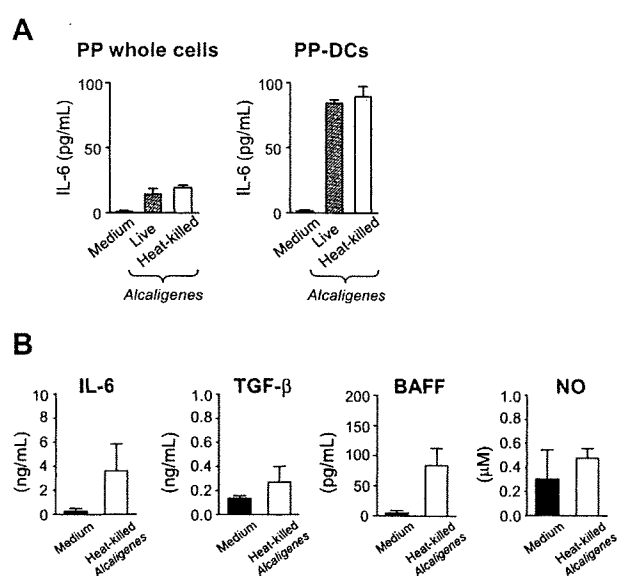 A
PP whole cells
PP-DCs
IL-6 (pg/mL)
100
50
0
Medium
Live
Heat-killed
Alcaligenes
IL-6 (pg/mL)
100
50
0
Medium
Live
Heat-killed
Alcaligenes
B
IL-6
(ng/mL)
10
8
6
4
2
0
Medium
Heat-killed
Alcaligenes
TGF-β
(ng/mL)
1.0
0.8
0.6
0.4
0.2
0.0
Medium
Heat-killed
Alcaligenes
BAFF
(pg/mL)
200
150
100
50
0
Medium
Heat-killed
Alcaligenes
NO
(μM)
1.0
0.8
0.6
0.4
0.2
0.0
Medium
Heat-killed
Alcaligenes